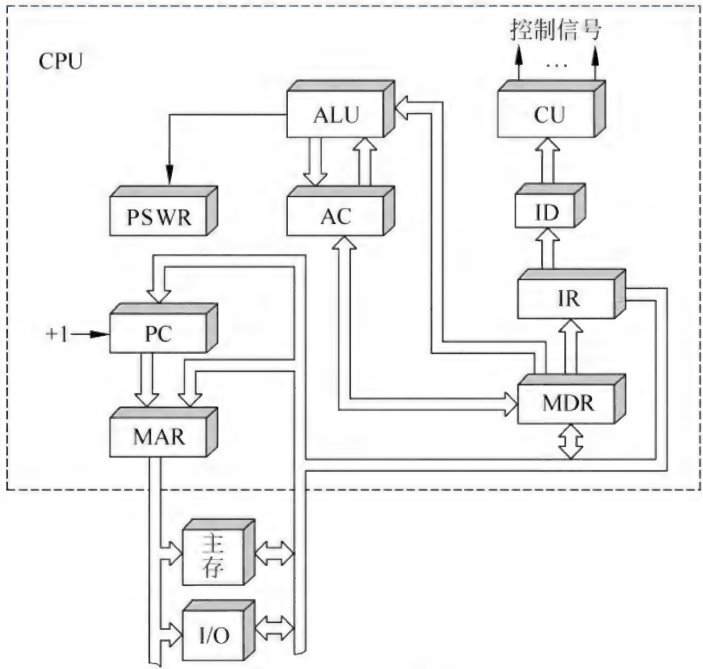 控制信号
CPU
…
ALU
CU
PSWR
AC
ID
IR
+1
PC
MDR
MAR
主存
I/O